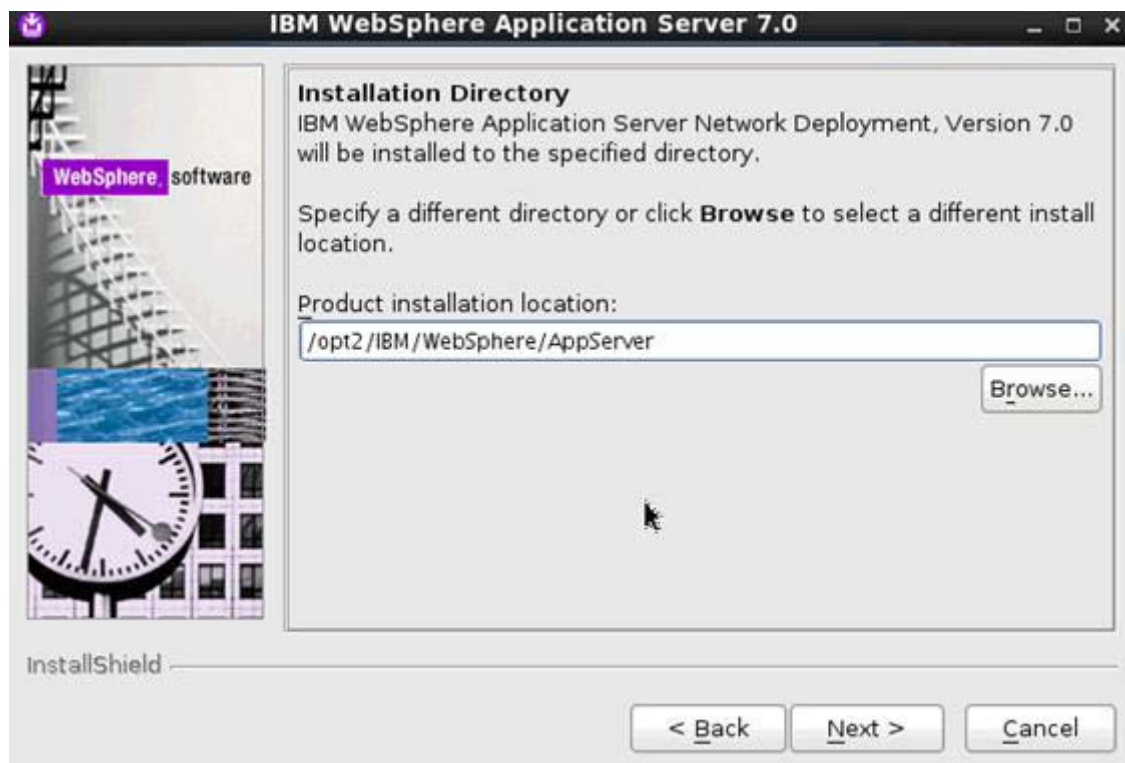 IBM WebSphere Application Server 7.0
WebSphere. software
Installation Directory
IBM WebSphere Application Server Network Deployment, Version 7.0
will be installed to the specified directory.
Specify a different directory or click Browse to select a different install
location.
Product installation location:
/opt2/IBM/WebSphere/AppServer
Browse...
InstallShield
< Back
Next >
Cancel